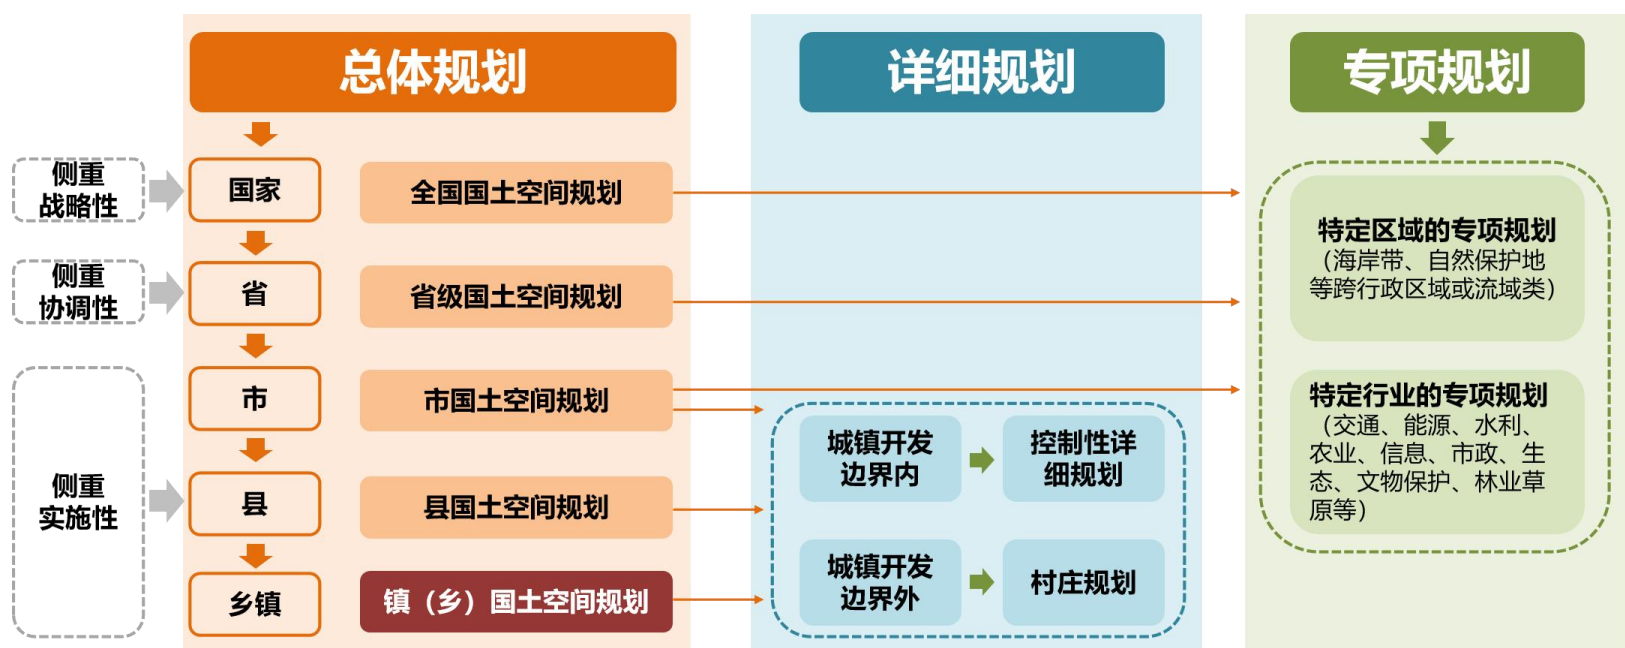 总体规划
详细规划
专项规划
侧重
战略性
国家
全国国土空间规划
侧重
协调性
省
省级国土空间规划
特定区域的专项规划
（海岸带、自然保护地
等跨行政区域或流域类）
侧重
实施性
市
市国土空间规划
县
县国土空间规划
乡镇
镇（乡）国土空间规划
城镇开发
边界内
控制性详
细规划
城镇开发
边界外
村庄规划
特定行业的专项规划
（交通、能源、水利、
农业、信息、市政、生
态、文物保护、林业草
原等）